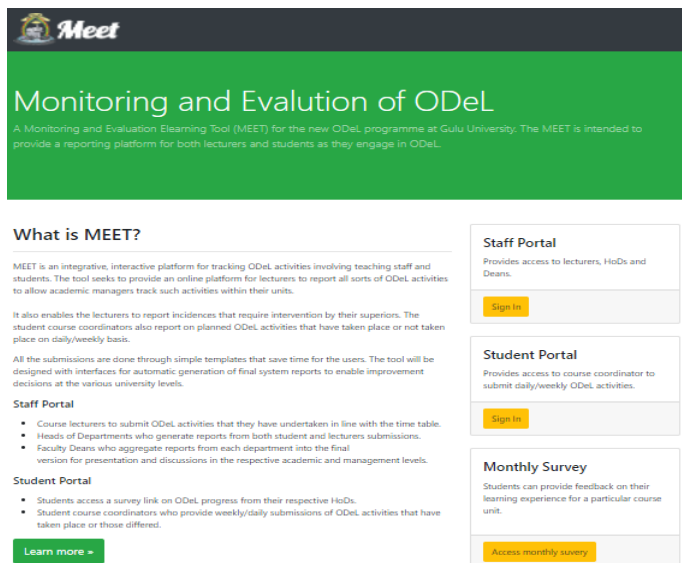 Meet
Monitoring and Evalution of ODeL
A Monitoring and Evaluation Elearning Tool (MEET) for the new ODeL programme at Gulu University. The MEET is intended to
provide a reporting platform for both lecturers and students as they engage in ODeL.
What is MEET?
MEET is an integrative, interactive platform for tracking ODeL activities involving teaching staff and
students. The tool seeks to provide an online platform for lecturers to report all sorts of ODeL activities
to allow academic managers track such activities within their units.
It also enables the lecturers to report incidences that require intervention by their superiors. The
student course coordinators also report on planned ODeL activities that have taken place or not taken
place on daily/weekly basis.
All the submissions are done through simple templates that save time for the users. The tool will be
designed with interfaces for automatic generation of final system reports to enable improvement
decisions at the various university levels.
Staff Portal
• Course lecturers to submit ODeL activities that they have undertaken in line with the time table.
• Heads of Departments who generate reports from both student and lecturers submissions.
• Faculty Deans who aggregate reports from each department into the final
version for presentation and discussions in the respective academic and management levels.
Student Portal
• Students access a survey link on ODeL progress from their respective HoDs.
• Student course coordinators who provide weekly/daily submissions of ODeL activities that have
taken place or those differed.
Learn more »
Staff Portal
Provides access to lecturers, HoDs and
Deans.
Sign In
Student Portal
Provides access to course coordinator to
submit daily/weekly ODeL activities.
Sign In
Monthly Survey
Students can provide feedback on their
learning experience for a particular course
unit.
Access monthly suvery